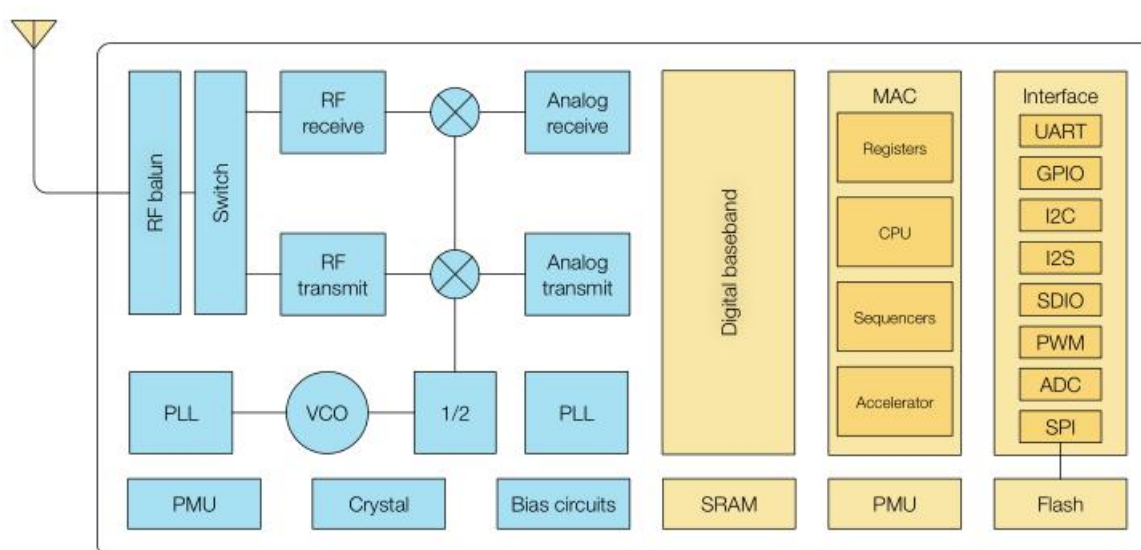 RF balun
Switch
RF
receive
Analog
receive
RF
transmit
Analog
transmit
PLL
VCO
1/2
PLL
PMU
Crystal
Bias circuits
Digital baseband
SRAM
MAC
Registers
CPU
Sequencers
Accelerator
PMU
Interface
UART
GPIO
I2C
I2S
SDIO
PWM
ADC
SPI
Flash